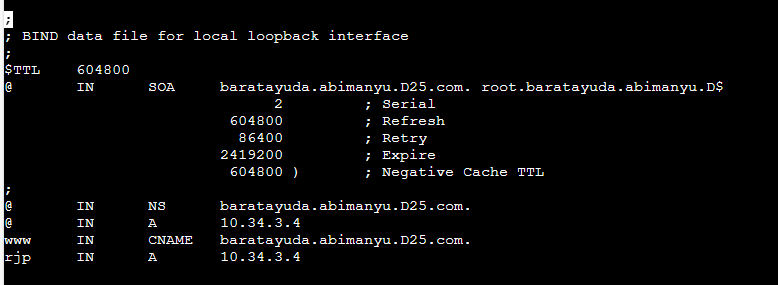 ;
; BIND data file for local loopback interface
;
$TTL    604800
@       IN      SOA     baratayuda.abimanyu.D25.com. root.baratayuda.abimanyu.D$
                              2         ; Serial
                         604800         ; Refresh
                          86400         ; Retry
                        2419200         ; Expire
                         604800 )       ; Negative Cache TTL
;
@       IN      NS      baratayuda.abimanyu.D25.com.
@       IN      A       10.34.3.4
www     IN      CNAME   baratayuda.abimanyu.D25.com.
rjp     IN      A       10.34.3.4